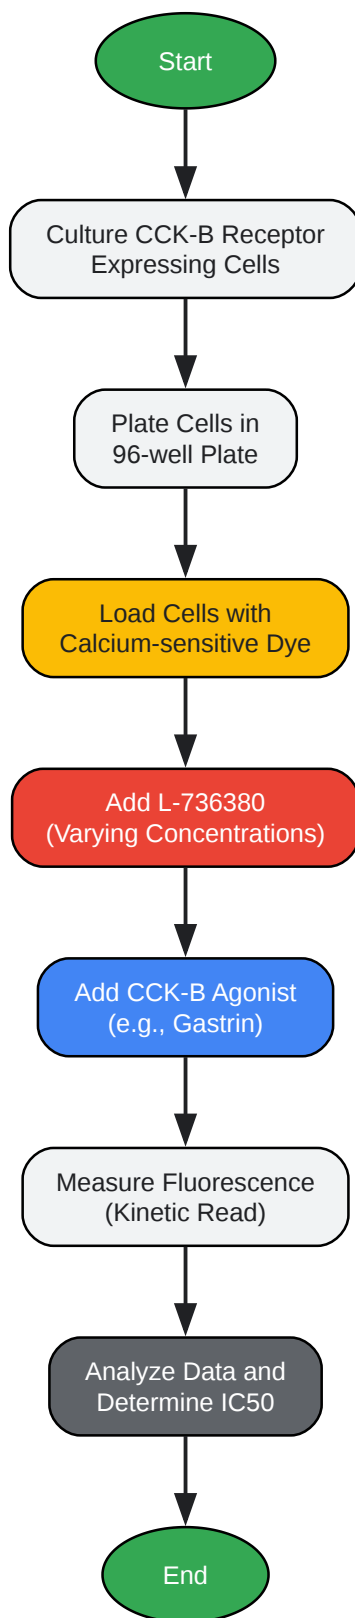 Start
Culture CCK-B Receptor
Expressing Cells
Plate Cells in
96-well Plate
Load Cells with
Calcium-sensitive Dye
Add L-736380
(Varying Concentrations)
Add CCK-B Agonist
(e.g., Gastrin)
Measure Fluorescence
(Kinetic Read)
Analyze Data and
Determine IC50
End